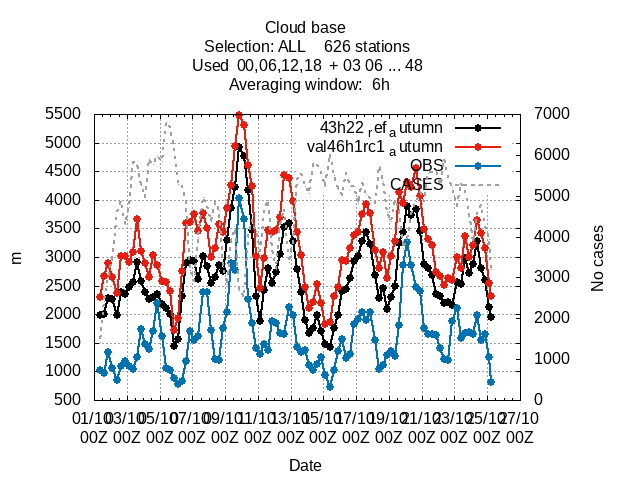 Cloud base
Selection: ALL 626 stations
Used 00,06,12,18 + 03 06 ... 48
Averaging window: 6h
5500
5000
4500
4000
3500
3000
2500
2000
1500
1000
500
m
7000
6000
5000
4000
3000
2000
1000
0
No cases
43h22 refautumn
val46h1rc1 autumn
OBS
CASES
01/10 03/10 05/10 07/10 09/10 11/10 13/10 15/10 17/10 19/10 21/10 23/10 25/10 27/10
00Z 00Z 00Z 00Z 00Z 00Z 00Z 00Z 00Z 00Z 00Z 00Z 00Z 00Z
Date